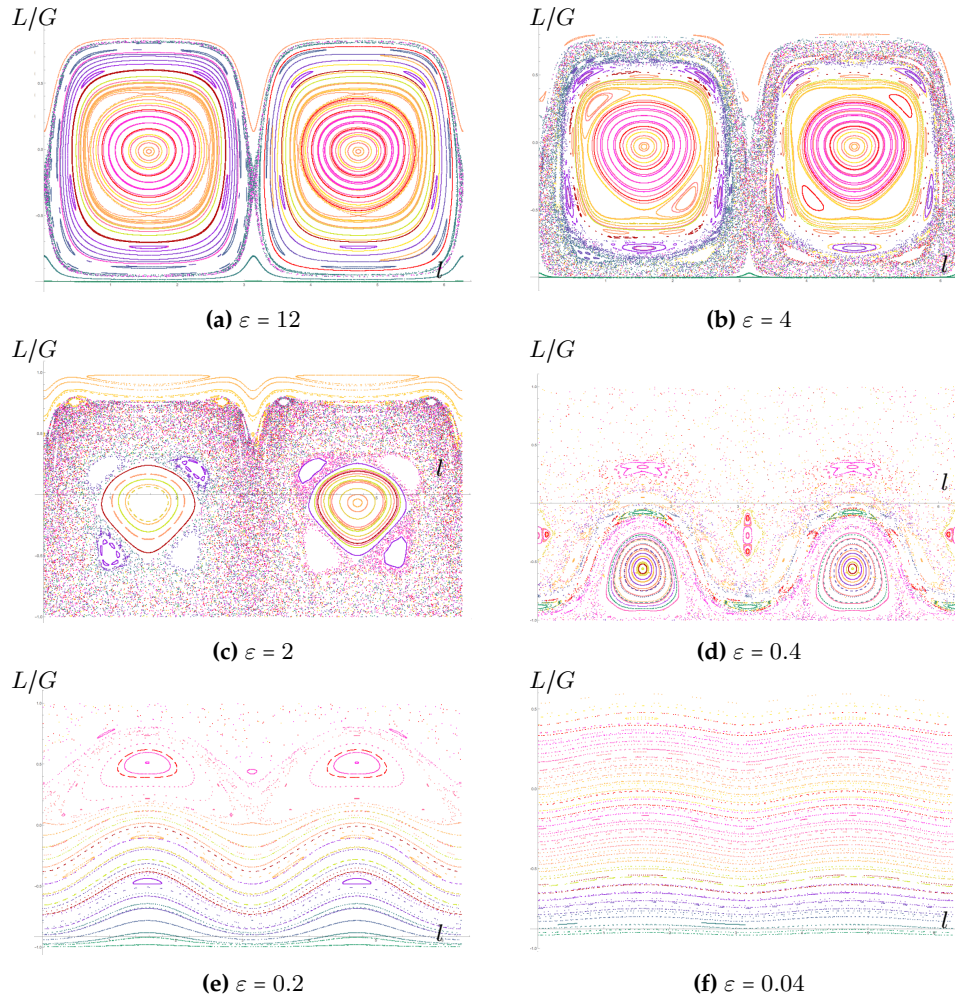 L/G L/G
l l
(a) ε = 12 (b) ε = 4
L/G L/G
l l
(c) ε = 2 (d) ε = 0.4
L/G L/G
l l
(e) ε = 0.2 (f) ε = 0.04